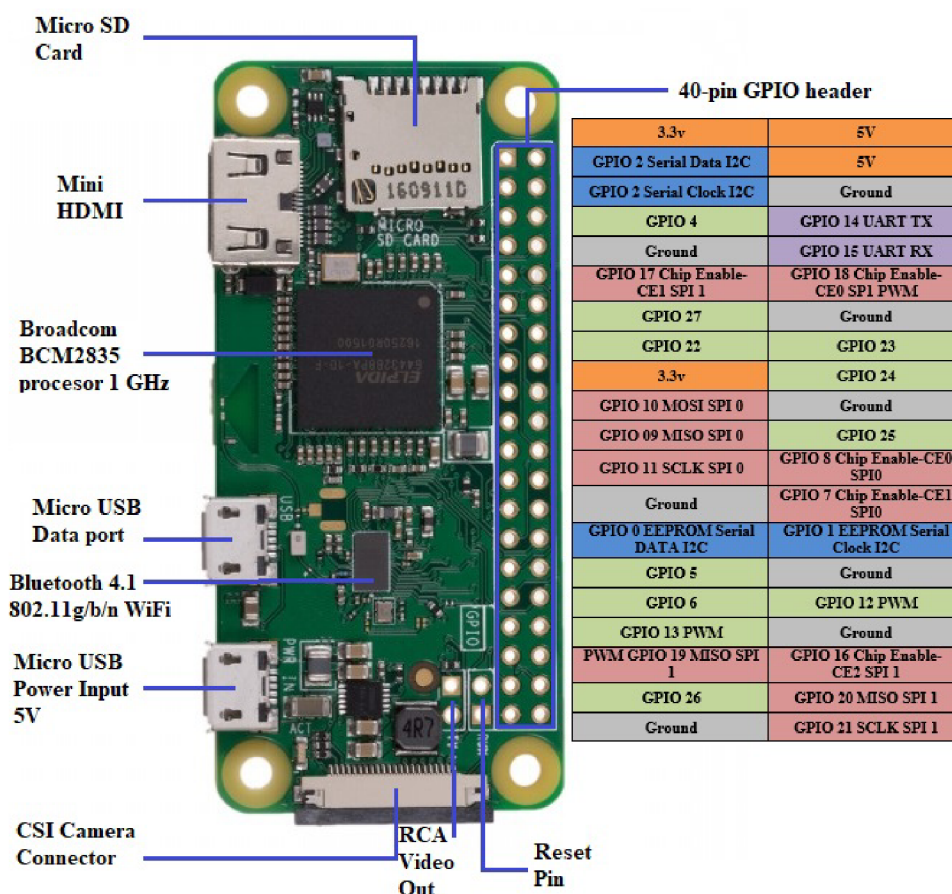 Micro SD
Card
40-pin GPIO header
Mini
HDMI
Broadcom
BCM2835
procesor 1 GHz
Micro USB
Data port
Bluetooth 4.1
802.11g/b/n WiFi
Micro USB
Power Input
5V
CSI Camera
Connector
RCA
Video
Out
Reset
Pin
160911D
MICRO
SD CARD
ELPIDA
USB
PWR IN
ACT
4R7
GPIO
3.3v 5V
GPIO 2 Serial Data I2C 5V
GPIO 2 Serial Clock I2C Ground
GPIO 4 GPIO 14 UART TX
Ground GPIO 15 UART RX
GPIO 17 Chip Enable-
CE1 SPI 1
GPIO 18 Chip Enable-
CE0 SP1 PWM
GPIO 27 Ground
GPIO 22 GPIO 23
3.3v GPIO 24
GPIO 10 MOSI SPI 0 Ground
GPIO 09 MISO SPI 0 GPIO 25
GPIO 11 SCLK SPI 0
GPIO 8 Chip Enable-CE0
SPI0
Ground
GPIO 7 Chip Enable-CE1
SPI0
GPIO 0 EEPROM Serial
DATA I2C
GPIO 1 EEPROM Serial
Clock I2C
GPIO 5 Ground
GPIO 6 GPIO 12 PWM
GPIO 13 PWM Ground
PWM GPIO 19 MISO SPI
1
GPIO 16 Chip Enable-
CE2 SPI 1
GPIO 26 GPIO 20 MISO SPI 1
Ground GPIO 21 SCLK SPI 1